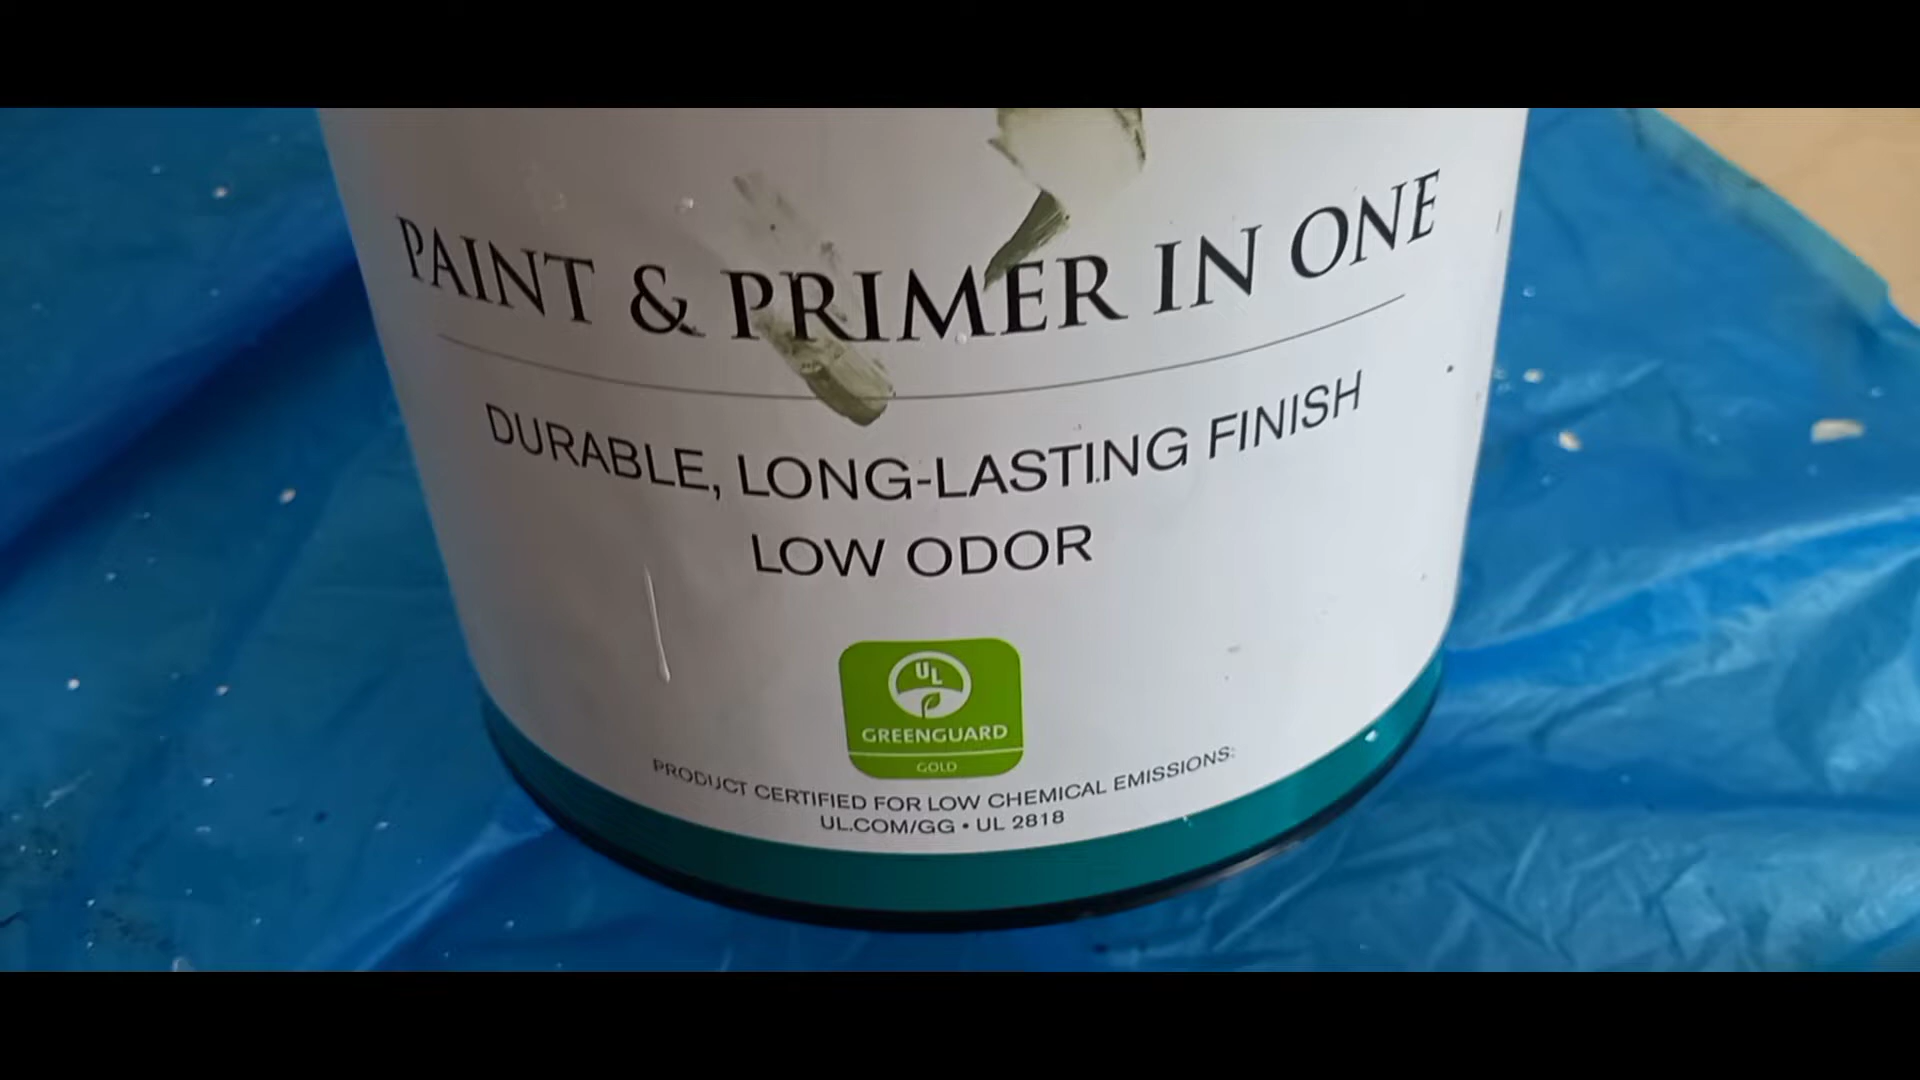 PAINT & PRIMER IN ONE
DURABLE, LONG-LASTING FINISH
LOW ODOR
UL
GREENGUARD
GOLD
PRODUCT CERTIFIED FOR LOW CHEMICAL EMISSIONS:
UL.COM/GG • UL 2818